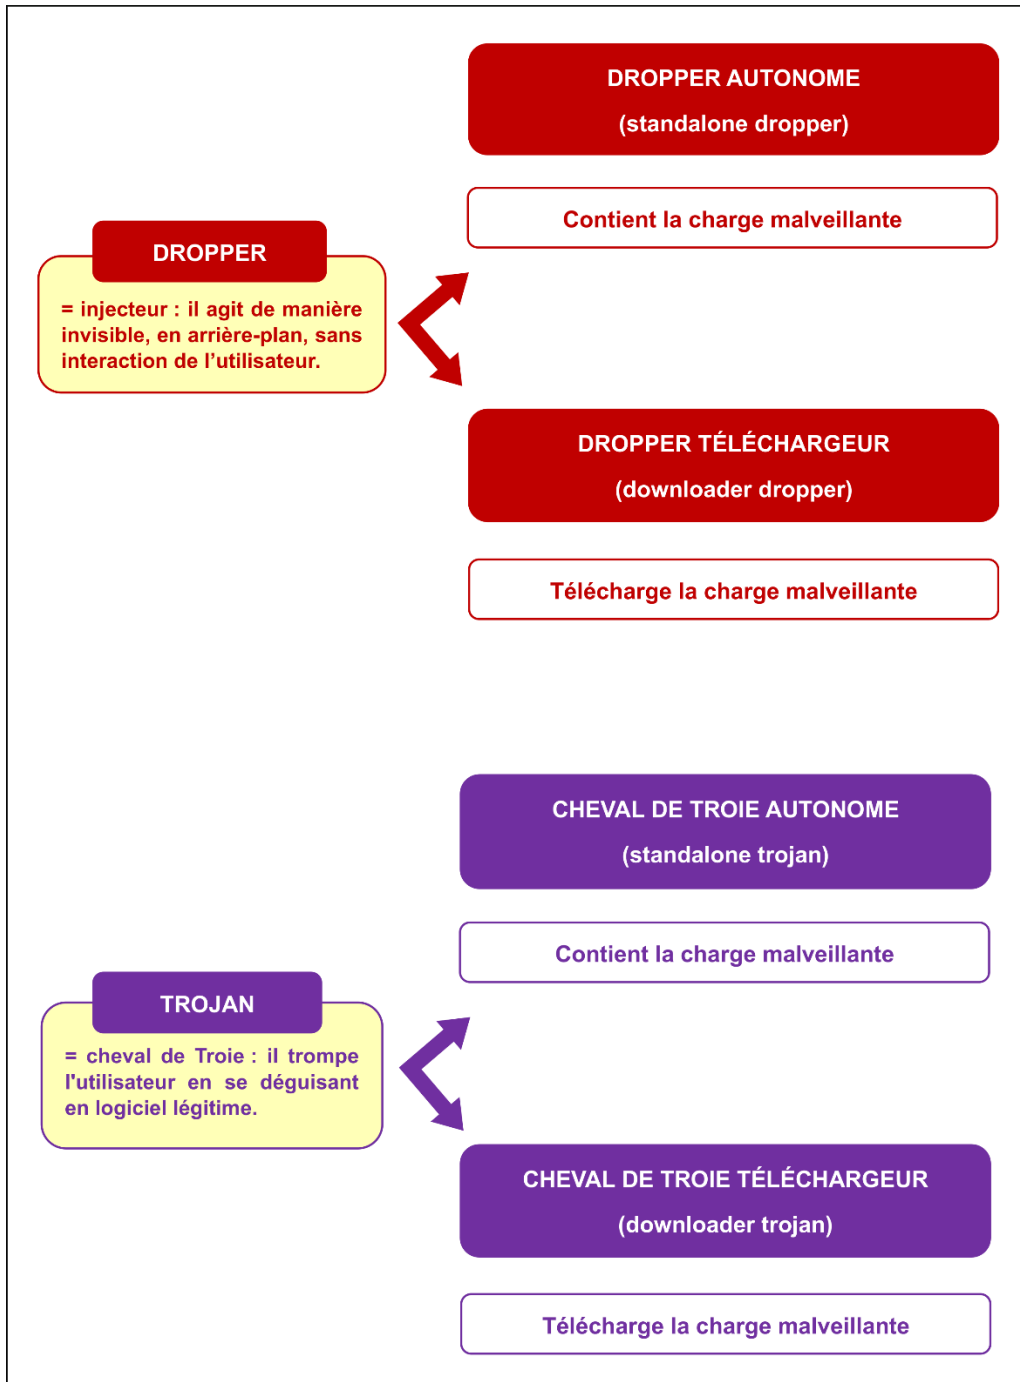 DROPPER AUTONOME
(standalone dropper)
Contient la charge malveillante
DROPPER
= injecteur : il agit de manière
invisible, en arrière-plan, sans
interaction de l’utilisateur.
DROPPER TÉLÉCHARGEUR
(downloader dropper)
Télécharge la charge malveillante
CHEVAL DE TROIE AUTONOME
(standalone trojan)
Contient la charge malveillante
TROJAN
= cheval de Troie : il trompe
l'utilisateur en se déguisant
en logiciel légitime.
CHEVAL DE TROIE TÉLÉCHARGEUR
(downloader trojan)
Télécharge la charge malveillante